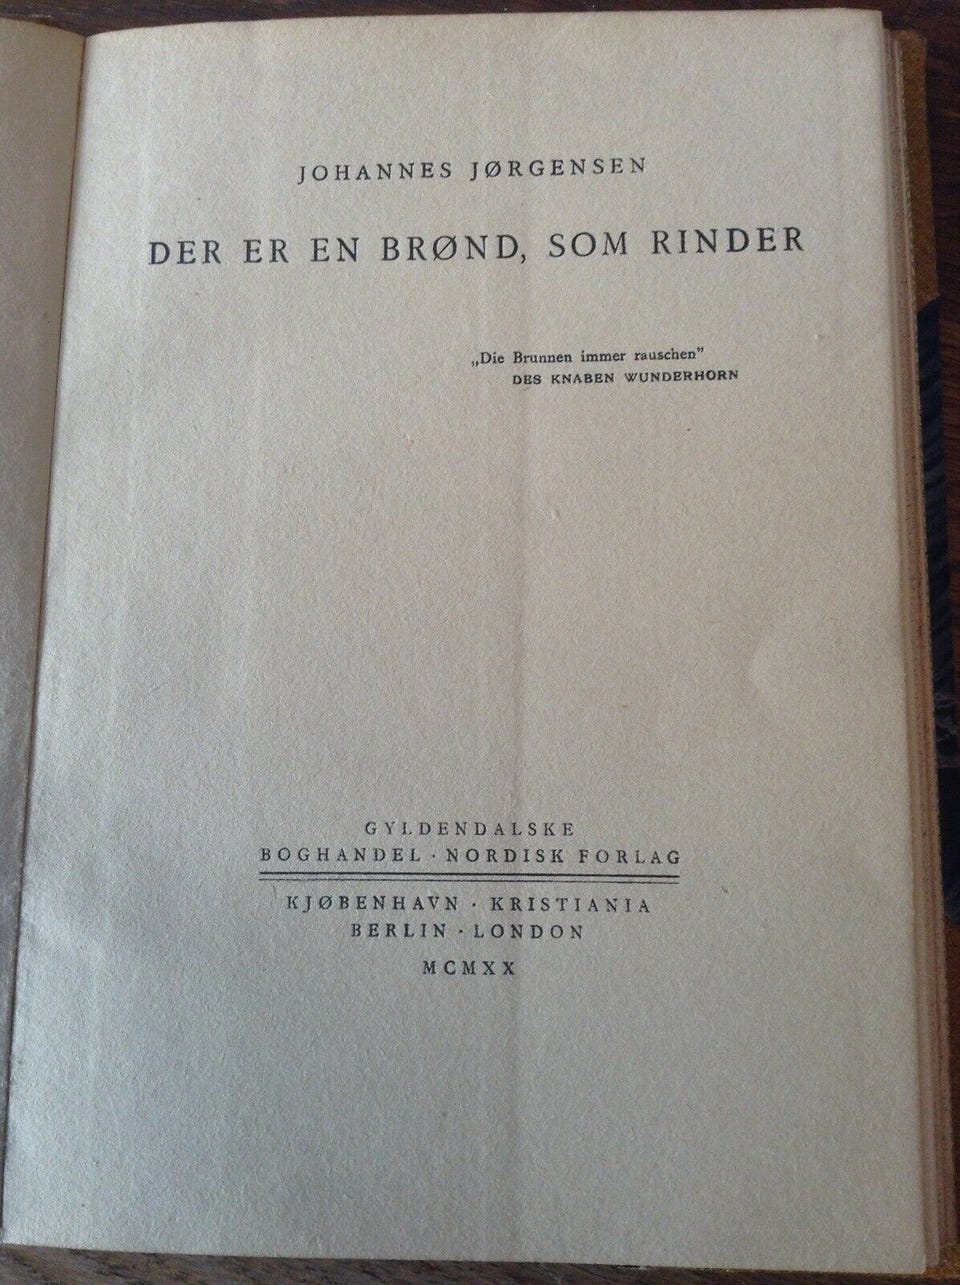 JOHANNES JØRGENSEN
DER ER EN BRØND, SOM RINDER
„Die Brunnen immer rauschen”
DES KNABEN WUNDERHORN
GYLDENDALSKE
BOGHANDEL · NORDISK FORLAG
KJØBENHAVN · KRISTIANIA
BERLIN · LONDON
MCMXX